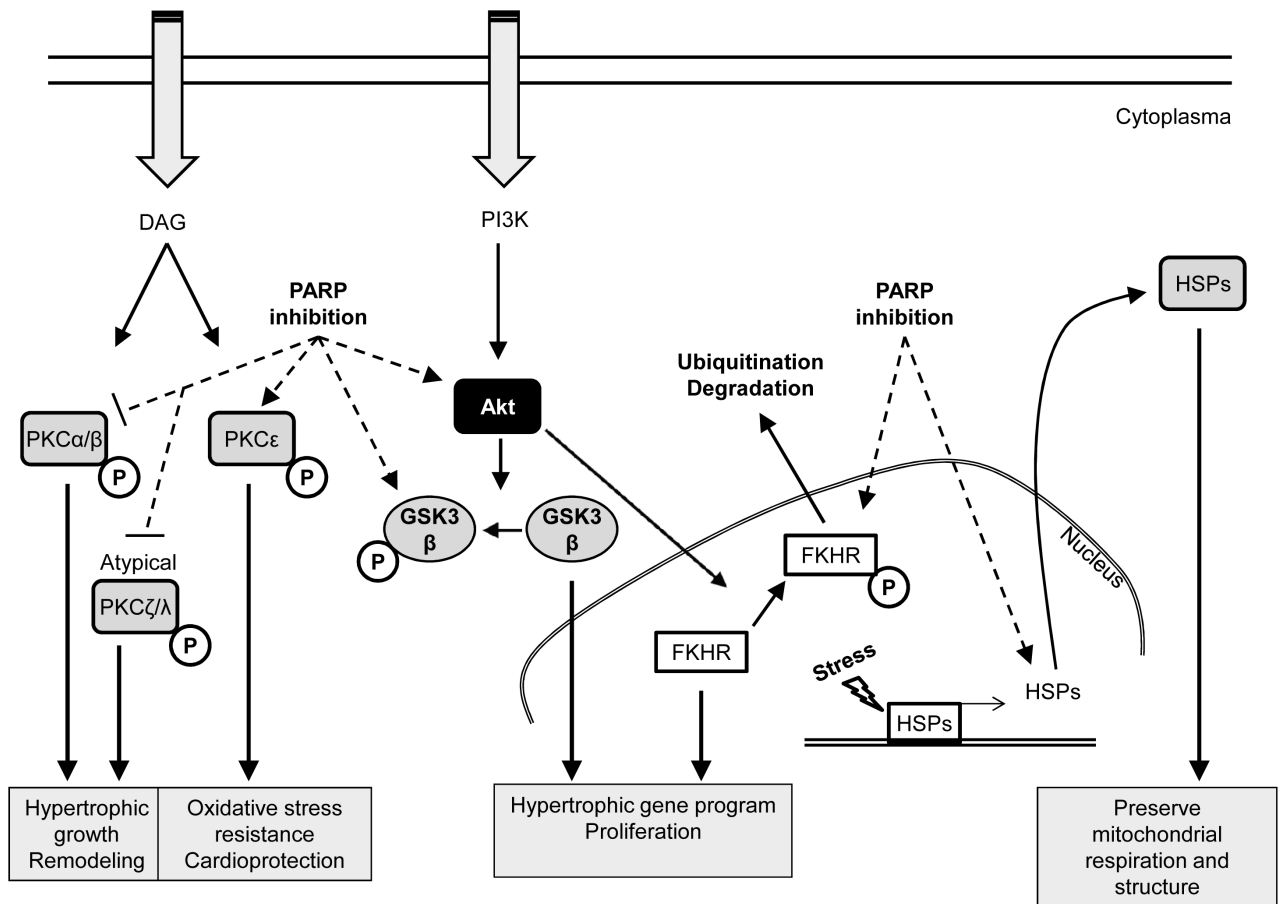 Cytoplasma
DAG
PI3K
PARP
inhibition
PARP
inhibition
HSPs
Ubiquitination
Degradation
Akt
PKCα/β
P
PKCε
P
GSK3
β
P
GSK3
β
Nucleus
FKHR
P
Atypical
PKCζ/λ
P
FKHR
Stress
HSPs
HSPs
Hypertrophic
growth
Remodeling
Oxidative stress
resistance
Cardioprotection
Hypertrophic gene program
Proliferation
Preserve
mitochondrial
respiration and
structure